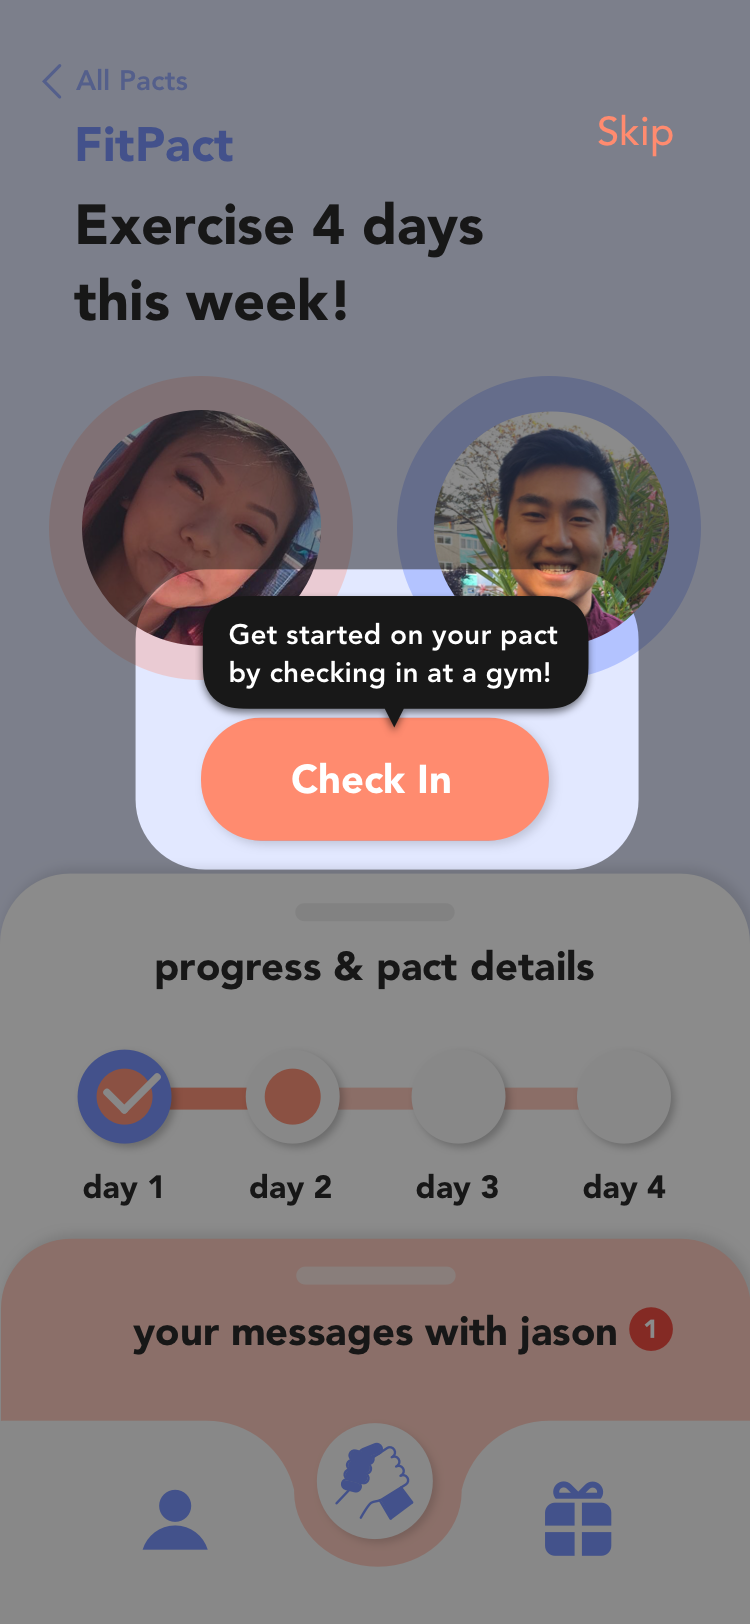 All Pacts
FitPact
Skip
Exercise 4 days
this week!
Get started on your pact
by checking in at a gym!
Check In
progress & pact details
day 1
day 2
day 3
day 4
your messages with jason
1